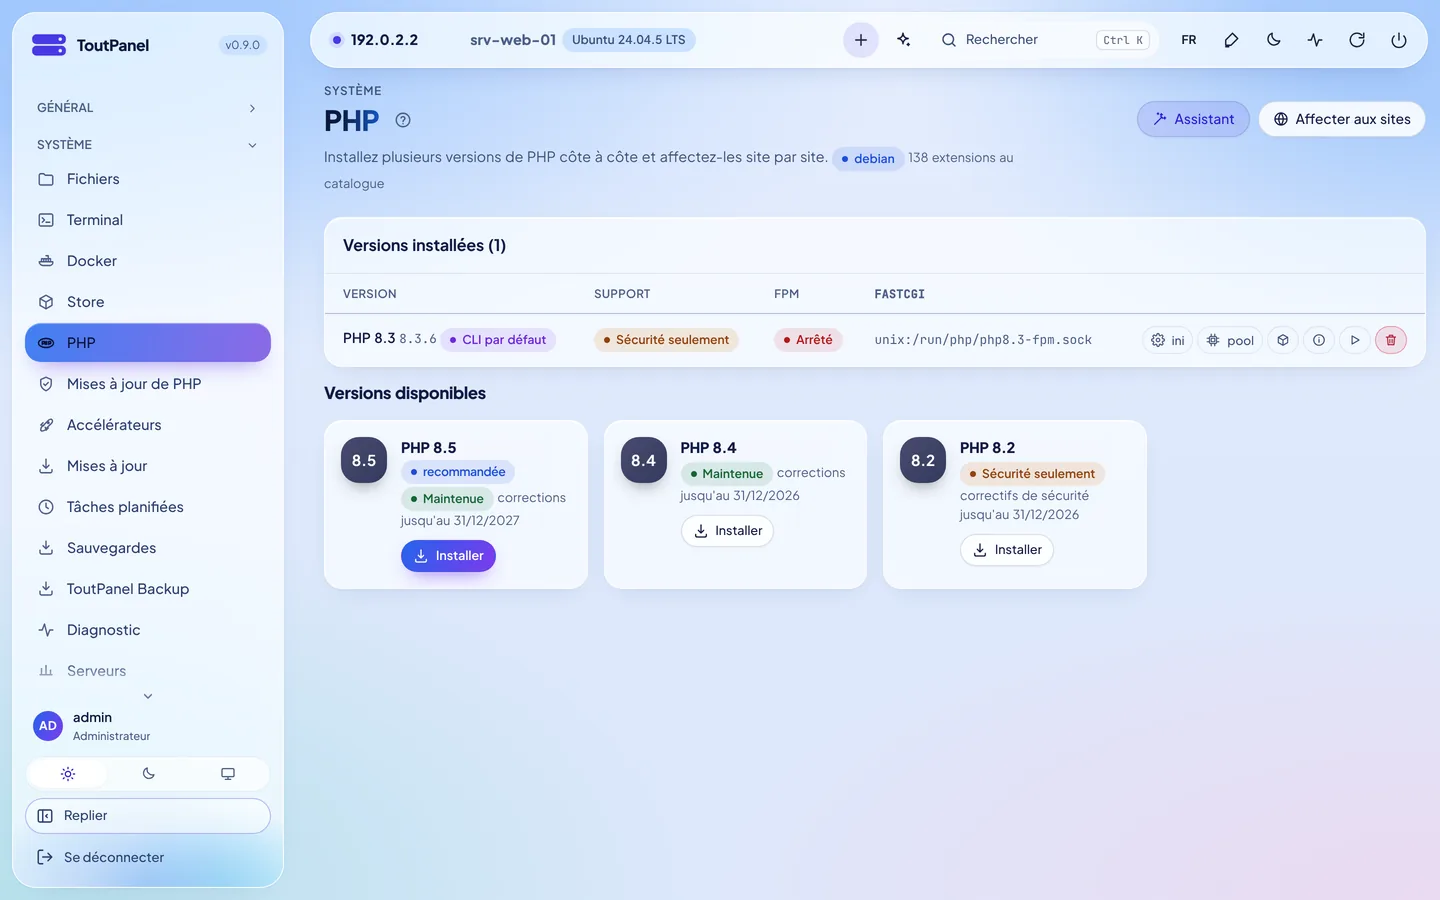 ToutPanel
v0.9.0
192.0.2.2
srv-web-01
Ubuntu 24.04.5 LTS
Rechercher
Ctrl K
FR
GÉNÉRAL
SYSTÈME
Fichiers
Terminal
Docker
Store
PHP
Mises à jour de PHP
Accélérateurs
Mises à jour
Tâches planifiées
Sauvegardes
ToutPanel Backup
Diagnostic
Serveurs
AD
admin
Administrateur
Replier
Se déconnecter
SYSTÈME
PHP
Assistant
Affecter aux sites
Installez plusieurs versions de PHP côte à côte et affectez-les site par site. debian 138 extensions au
catalogue
Versions installées (1)
VERSION SUPPORT FPM FASTCGI
PHP 8.3 8.3.6 CLI par défaut Sécurité seulement Arrêté unix:/run/php/php8.3-fpm.sock ini pool
Versions disponibles
8.5
PHP 8.5
recommandée
Maintenue corrections
jusqu'au 31/12/2027
Installer
8.4
PHP 8.4
Maintenue corrections
jusqu'au 31/12/2026
Installer
8.2
PHP 8.2
Sécurité seulement
correctifs de sécurité
jusqu'au 31/12/2026
Installer